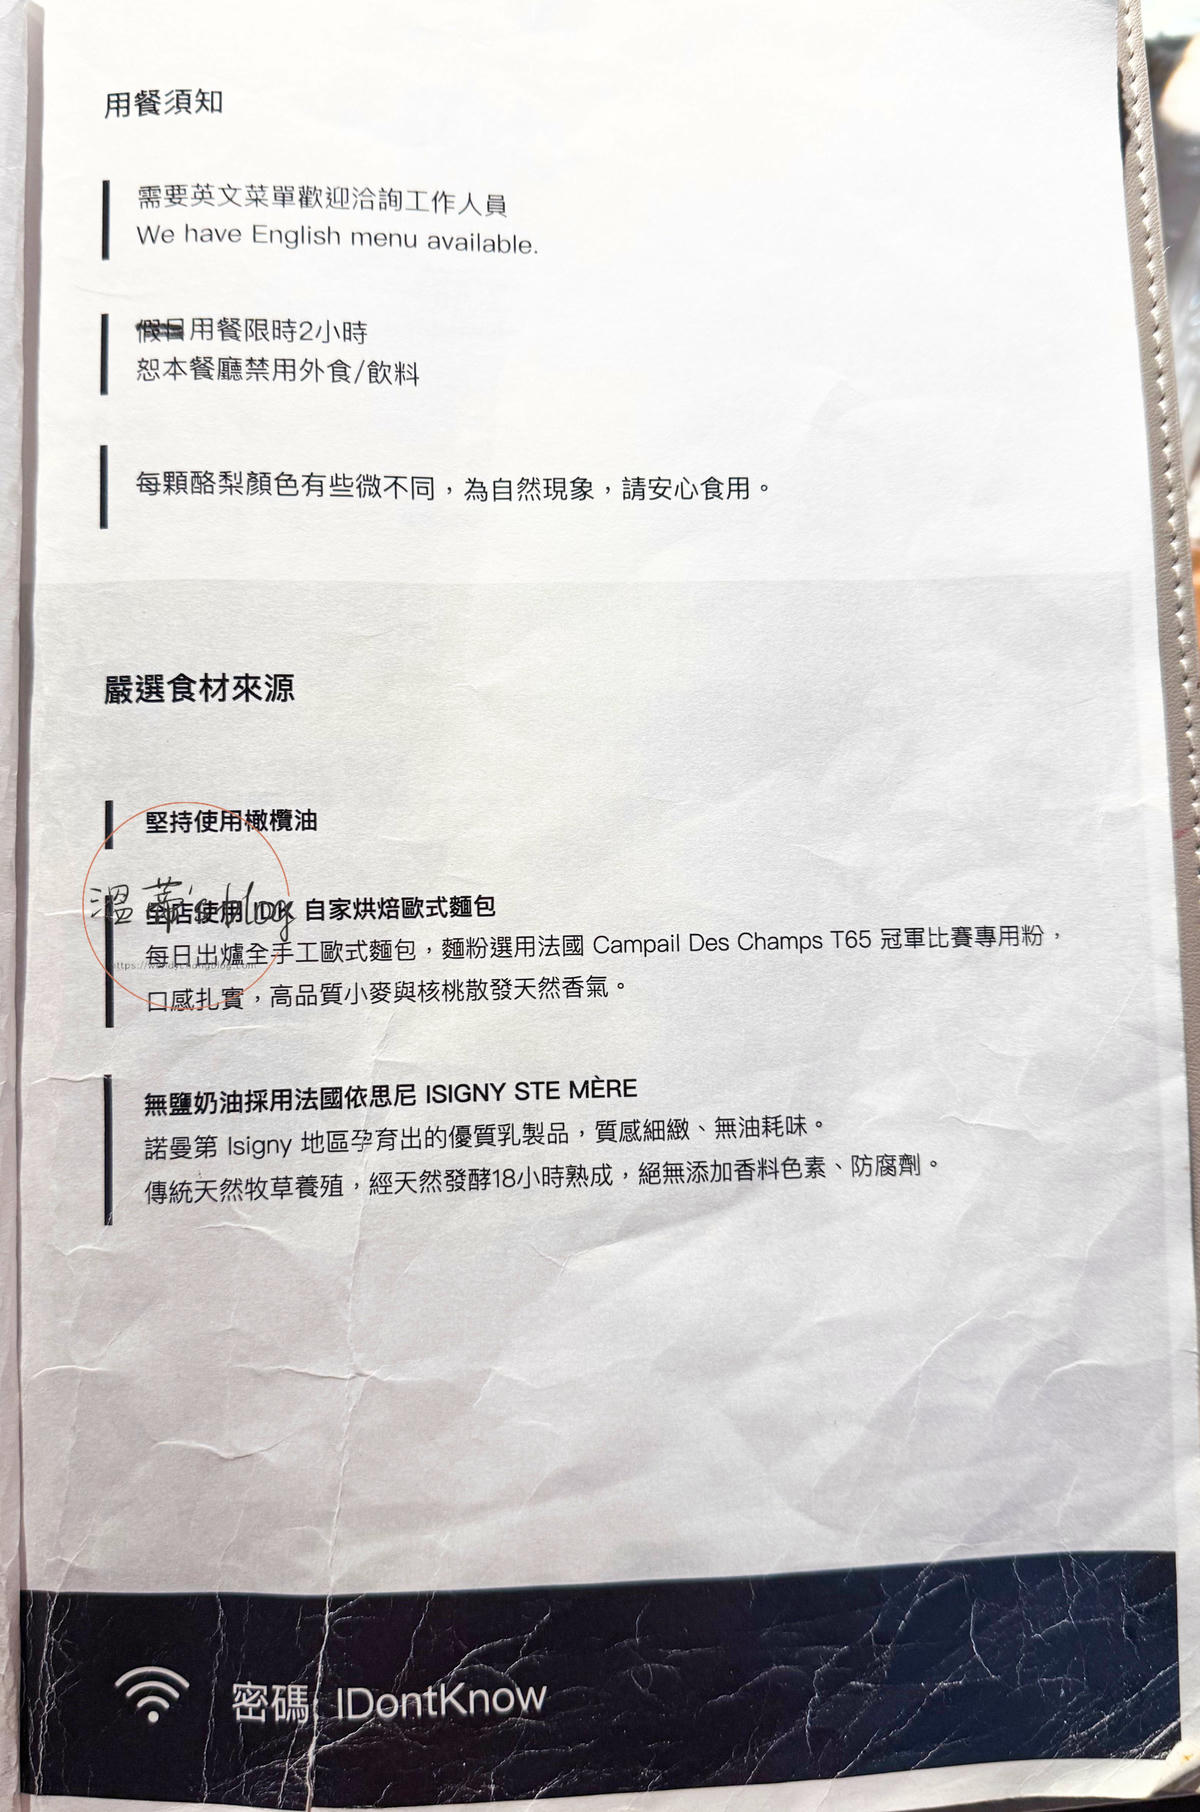 用餐須知
需要英文菜單歡迎洽詢工作人員
We have English menu available.
假日用餐限時2小時
恕本餐廳禁用外食/飲料
每顆酪梨顏色有些微不同，為自然現象，請安心食用。
嚴選食材來源
堅持使用橄欖油
溫蒂's blog
全店使用 IDK 自家烘焙歐式麵包
每日出爐全手工歐式麵包，麵粉選用法國 Campail Des Champs T65 冠軍比賽專用粉，
https://wendychungblog.com
口感扎實，高品質小麥與核桃散發天然香氣。
無鹽奶油採用法國依思尼 ISIGNY STE MÈRE
諾曼第 Isigny 地區孕育出的優質乳製品，質感細緻、無油耗味。
傳統天然牧草養殖，經天然發酵18小時熟成，絕無添加香料色素、防腐劑。
密碼: IDontKnow